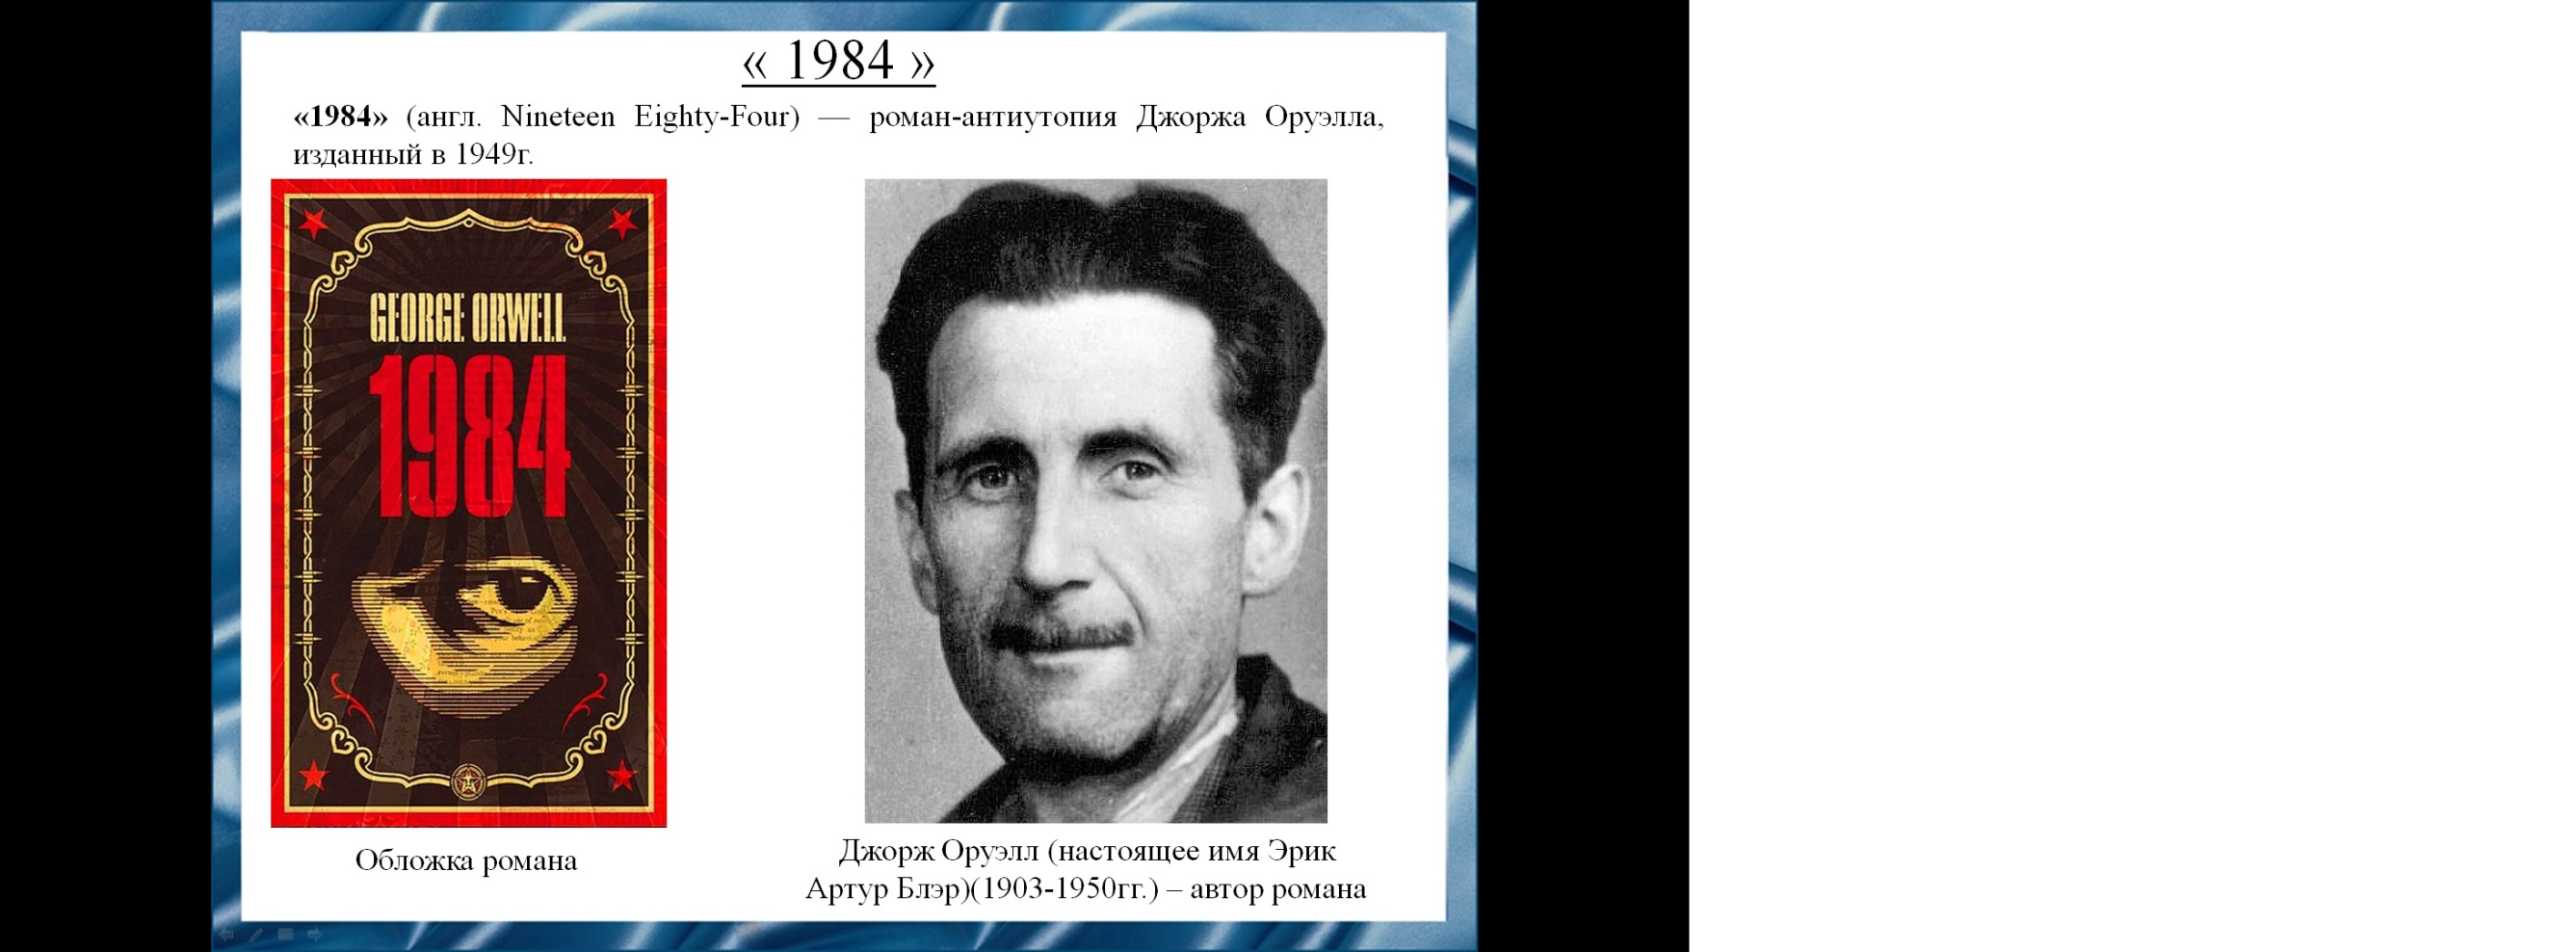 « 1984 »
«1984» (англ. Nineteen Eighty-Four) — роман-антиутопия Джоржа Оруэлла,
изданный в 1949г.
GEORGE ORWELL
1984
Обложка романа
Джорж Оруэлл (настоящее имя Эрик
Артур Блэр)(1903-1950гг.) – автор романа